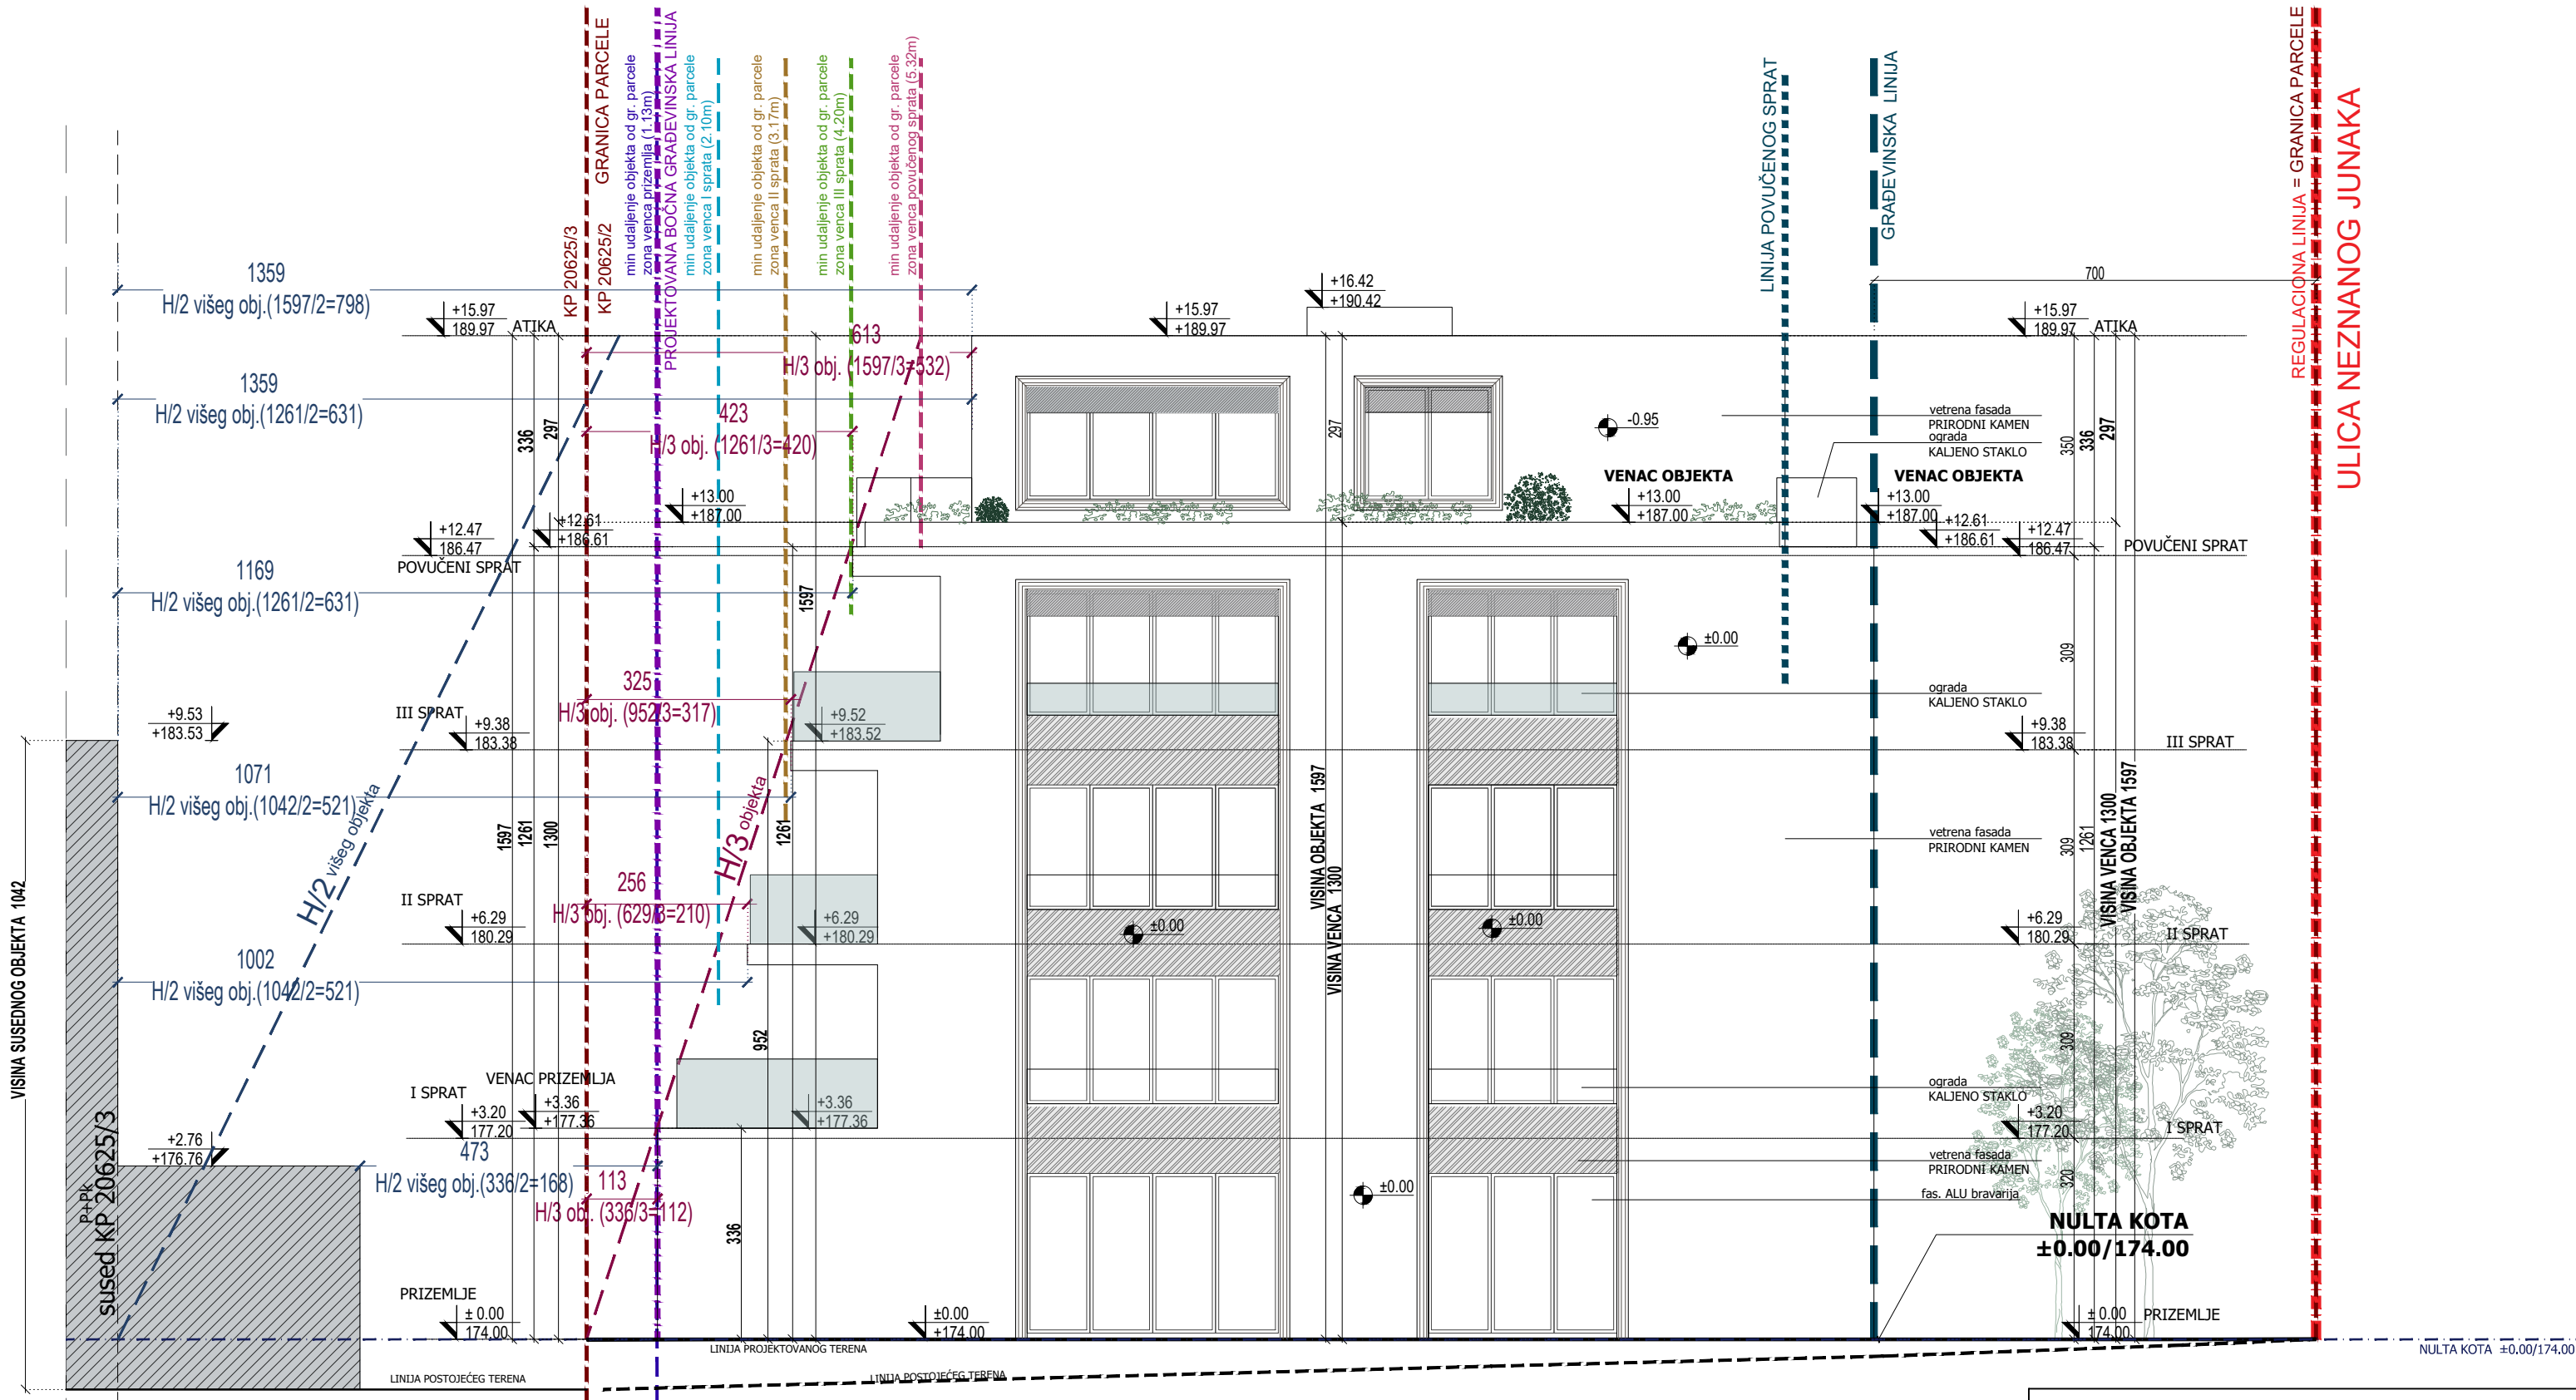 GRANICA PARCELE
KP 20625/3
KP 20625/2
min udaljenje objekta od gr. parcele
zona venca prizemlja (1.13m)
PROJEKTOVANA BOČNA GRAĐEVINSKA LINIJA
min udaljenje objekta od gr. parcele
zona venca I sprata (2.10m)
min udaljenje objekta od gr. parcele
zona venca II sprata (3.17m)
min udaljenje objekta od gr. parcele
zona venca III sprata (4.20m)
min udaljenje objekta od gr. parcele
zona venca povučenog sprata (5.32m)
LINIJA POVUČENOG SPRAT
GRAĐEVINSKA LINIJA
REGULACIONA LINIJA = GRANICA PARCELE
ULICA NEZNANOG JUNAKA
1359
H/2 višeg obj.(1597/2=798)
+15.97
189.97
ATIKA
+15.97
+189.97
+16.42
+190.42
700
+15.97
189.97
ATIKA
613
H/3 obj. (1597/3=532)
1359
H/2 višeg obj.(1261/2=631)
336
297
423
H/3 obj. (1261/3=420)
297
-0.95
vetrena fasada
PRIRODNI KAMEN
ograda
KALJENO STAKLO
350
336
297
VENAC OBJEKTA
+13.00
+187.00
VENAC OBJEKTA
+13.00
+187.00
+13.00
+187.00
+12.47
186.47
POVUČENI SPRAT
+12.61
+186.61
+12.61
+186.61
+12.47
186.47
POVUČENI SPRAT
1169
H/2 višeg obj.(1261/2=631)
1597
±0.00
309
325
H/3 obj. (952/3=317)
ograda
KALJENO STAKLO
+9.53
+183.53
III SPRAT
+9.38
183.38
+9.52
+183.52
+9.38
183.38
III SPRAT
1071
H/2 višeg obj.(1042/2=521)
H/2 višeg objekta
H/3 objekta
1597
1261
1300
1261
VISINA OBJEKTA 1597
VISINA VENCA 1300
vetrena fasada
PRIRODNI KAMEN
309
1261
VISINA VENCA 1300
VISINA OBJEKTA 1597
VISINA SUSEDNOG OBJEKTA 1042
256
H/3 obj. (629/3=210)
II SPRAT
+6.29
180.29
+6.29
+180.29
±0.00
±0.00
+6.29
180.29
II SPRAT
1002
H/2 višeg obj.(1042/2=521)
952
309
I SPRAT
VENAC PRIZEMLJA
+3.20
177.20
+3.36
+177.36
+3.36
+177.36
ograda
KALJENO STAKLO
+3.20
177.20
I SPRAT
P+Pk
sused KP 20625/3
+2.76
+176.76
473
H/2 višeg obj.(336/2=168)
113
H/3 obj. (336/3=112)
336
±0.00
vetrena fasada
PRIRODNI KAMEN
fas. ALU bravarija
320
NULTA KOTA
±0.00/174.00
PRIZEMLJE
± 0.00
174.00
±0.00
+174.00
± 0.00
174.00
PRIZEMLJE
LINIJA PROJEKTOVANOG TERENA
NULTA KOTA ±0.00/174.00
LINIJA POSTOJEĆEG TERENA
LINIJA POSTOJEĆEG TERENA